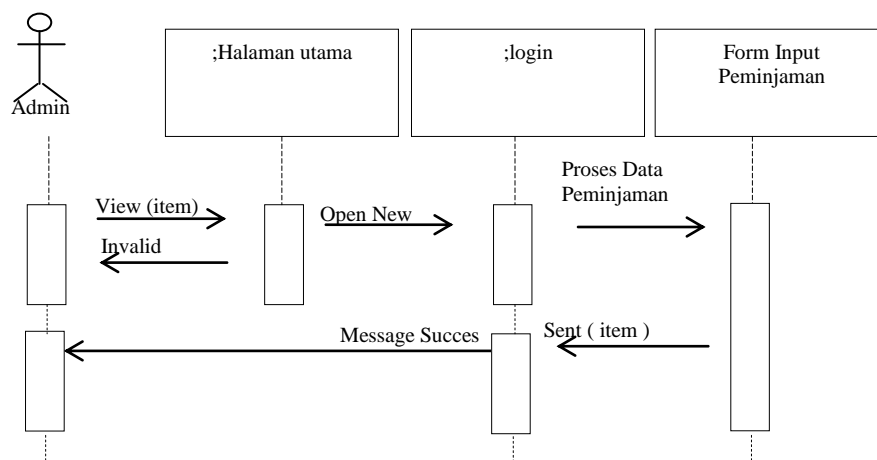 ;Halaman utama
;login
Form Input
Peminjaman
Admin
Proses Data
Peminjaman
View (item)
Open New
Invalid
Message Succes
Sent ( item )